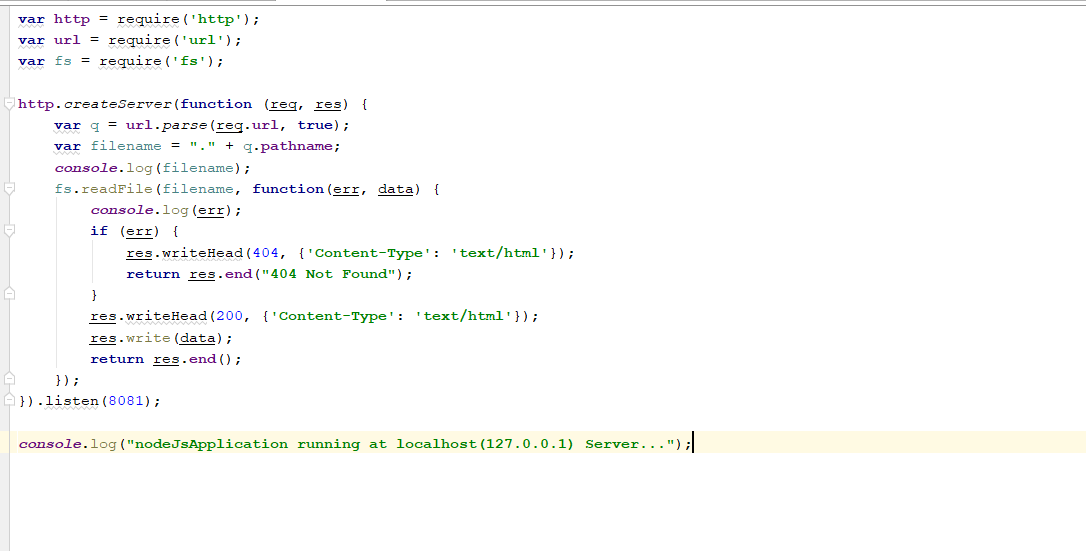 var http = require('http');
var url = require('url');
var fs = require('fs');
http.createServer(function (req, res) {
var q = url.parse(req.url, true);
var filename = "." + q.pathname;
console.log(filename);
fs.readFile(filename, function(err, data) {
console.log(err);
if (err) {
res.writeHead(404, {'Content-Type': 'text/html'});
return res.end("404 Not Found");
}
res.writeHead(200, {'Content-Type': 'text/html'});
res.write(data);
return res.end();
});
}).listen(8081);
console.log("nodeJsApplication running at localhost(127.0.0.1) Server...");